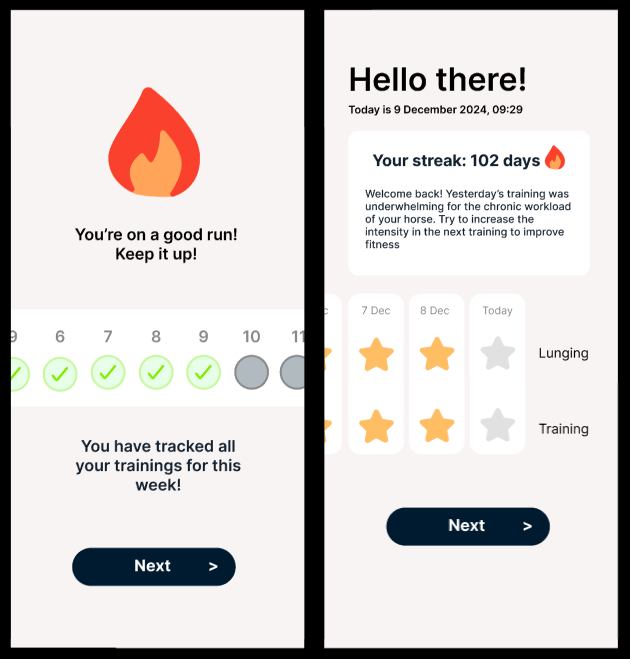 You're on a good run!
Keep it up!
9 6 7 8 9 10 11
You have tracked all
your trainings for this
week!
Next >
Hello there!
Today is 9 December 2024, 09:29
Your streak: 102 days
Welcome back! Yesterday's training was
underwhelming for the chronic workload
of your horse. Try to increase the
intensity in the next training to improve
fitness
c 7 Dec 8 Dec Today
Lunging
Training
Next >